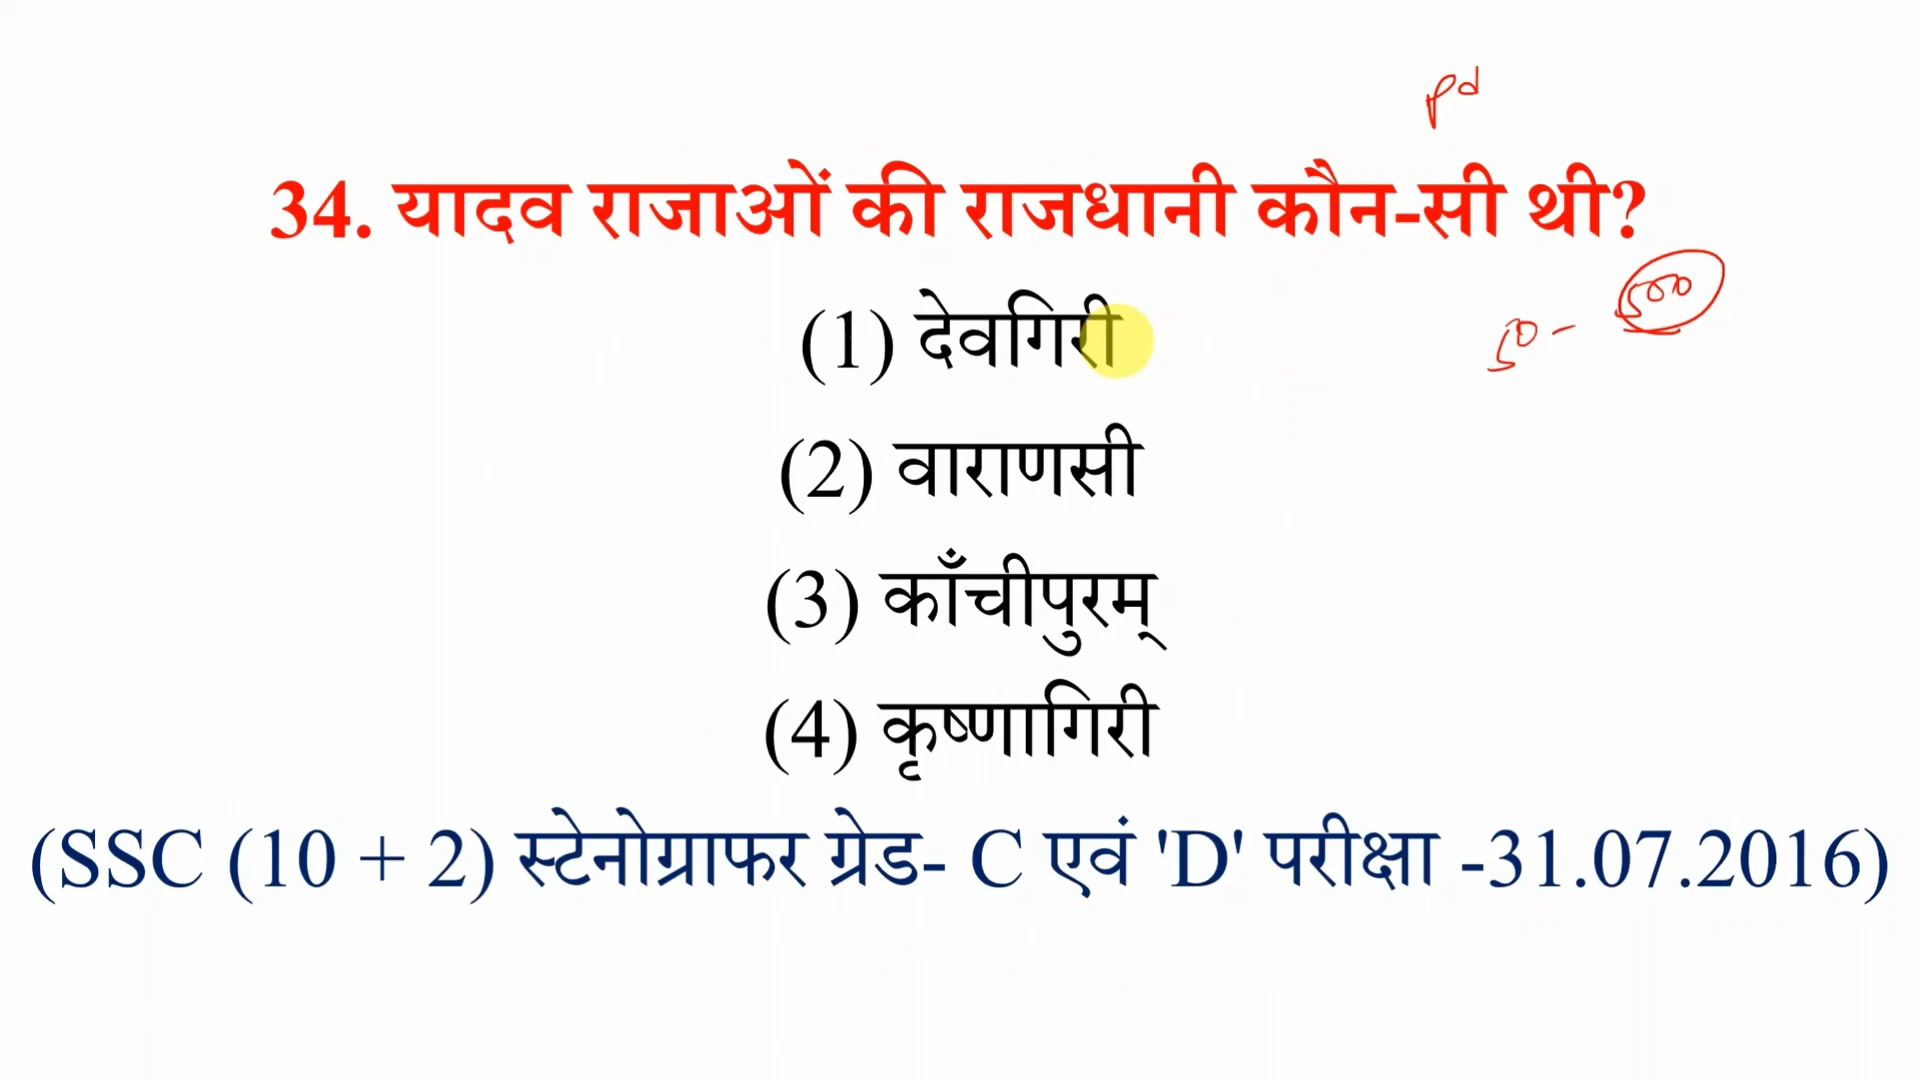 34. यादव राजाओं की राजधानी कौन-सी थी?
(1) देवगिरी
(2) वाराणसी
(3) काँचीपुरम्
(4) कृष्णागिरी
(SSC (10 + 2) स्टेनोग्राफर ग्रेड- C एवं 'D' परीक्षा -31.07.2016)